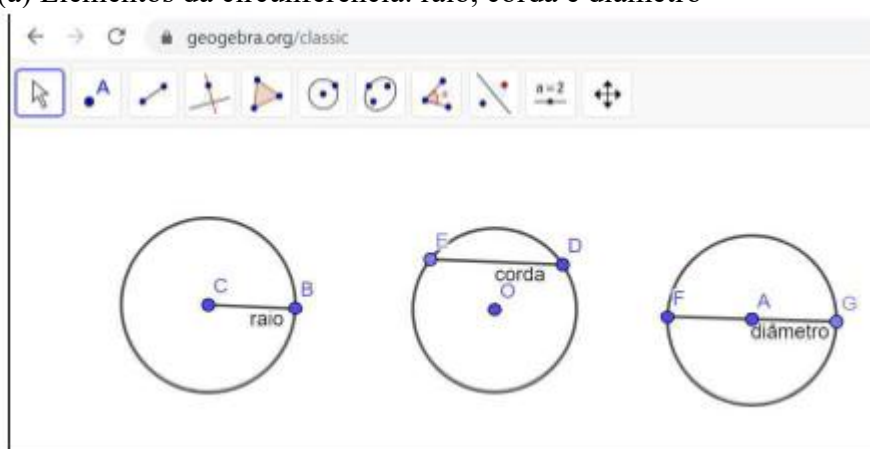 (a) Elementos da circunferência: raio, corda e diâmetro
geogebra.org/classic
A
a=2
C
B
raio
E
D
corda
O
F
A
G
diâmetro